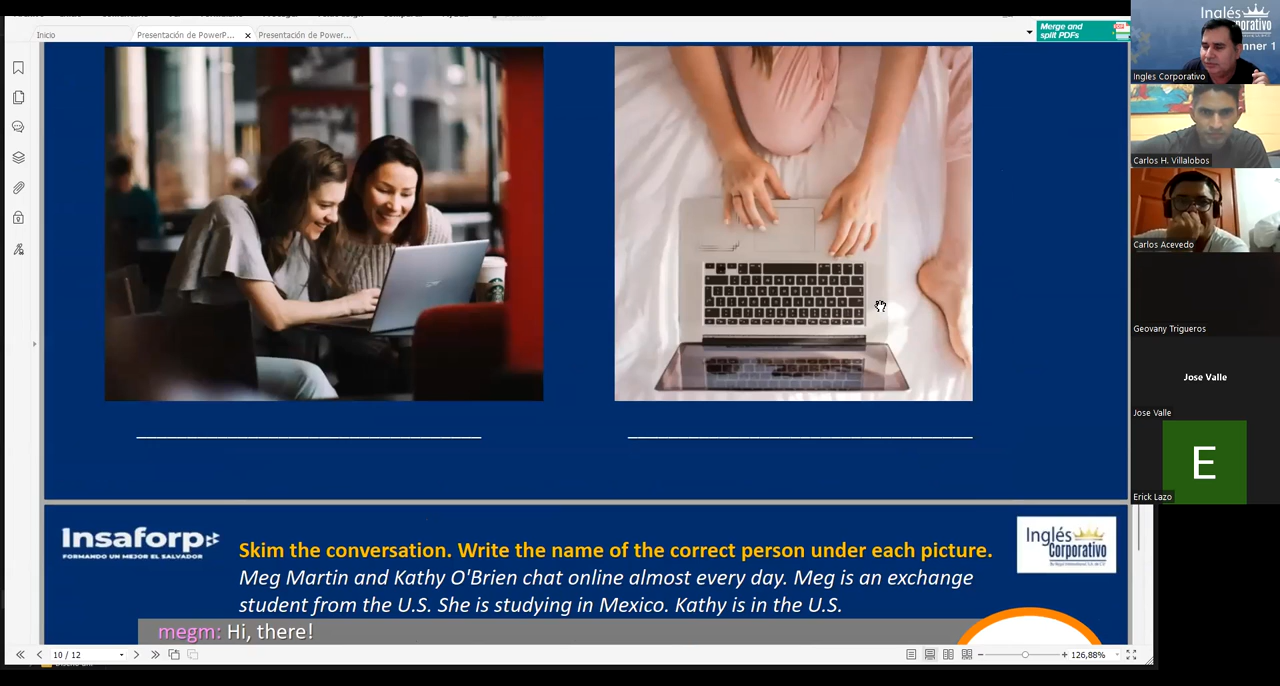 Inicio
Presentación de PowerP...
Presentación de Power...
Merge and
split PDFs
Inglés
nner 1
Ingles Corporativo
Carlos H. Villalobos
Carlos Acevedo
Geovany Trigueros
Jose Valle
Jose Valle
E
Erick Lazo
Insaforp
FORMANDO UN MEJOR EL SALVADOR
Skim the conversation. Write the name of the correct person under each picture.
Meg Martin and Kathy O'Brien chat online almost every day. Meg is an exchange
student from the U.S. She is studying in Mexico. Kathy is in the U.S.
Inglés
Corporativo
megm: Hi, there!
10 / 12
126,88%